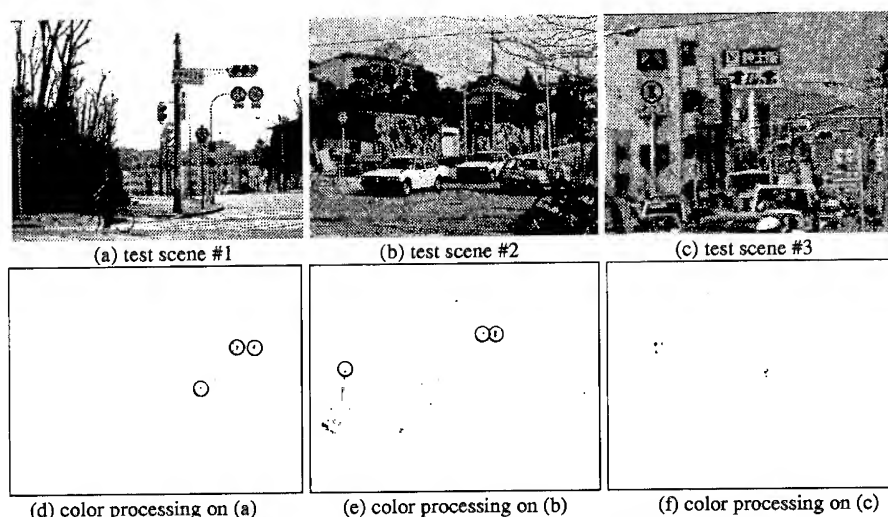 (a) test scene #1
(b) test scene #2
(c) test scene #3
(d) color processing on (a)
(e) color processing on (b)
(f) color processing on (c)